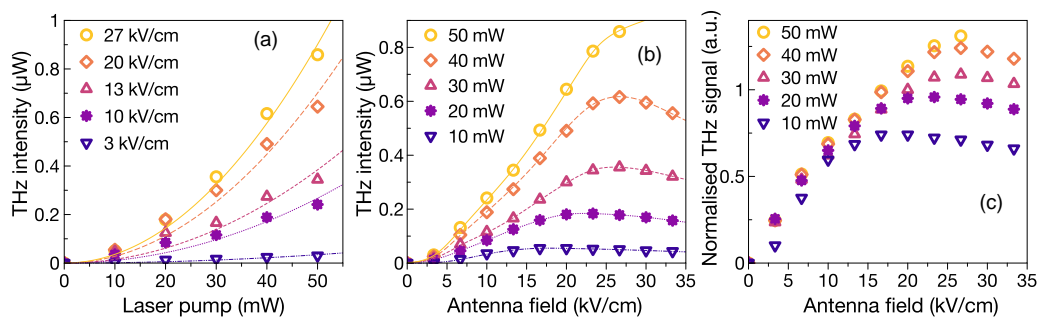 1
0.8
0.6
0.4
0.2
0
0 10 20 30 40 50
THz intensity (μW)
Laser pump (mW)
(a)
27 kV/cm
20 kV/cm
13 kV/cm
10 kV/cm
3 kV/cm
0.8
0.6
0.4
0.2
0
0 5 10 15 20 25 30 35
THz intensity (μW)
Antenna field (kV/cm)
(b)
50 mW
40 mW
30 mW
20 mW
10 mW
1
0.5
0
0 5 10 15 20 25 30 35
Normalised THz signal (a.u.)
Antenna field (kV/cm)
(c)
50 mW
40 mW
30 mW
20 mW
10 mW